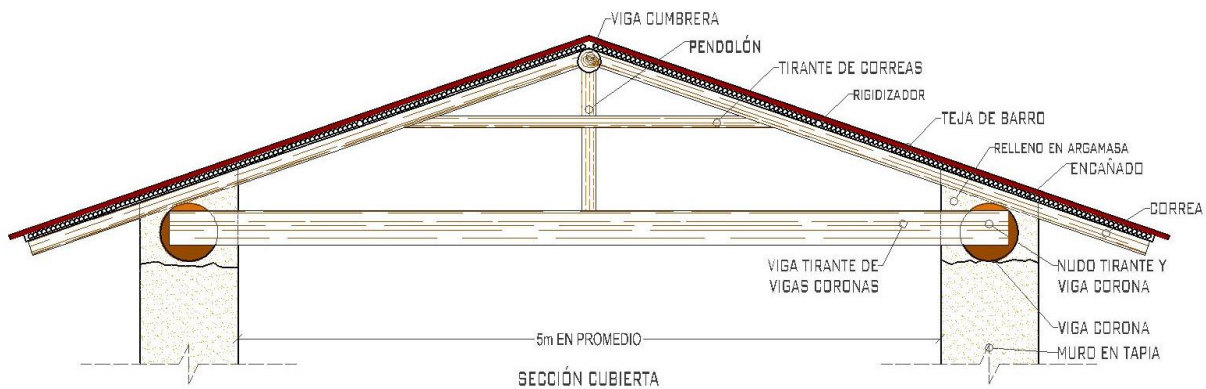 VIGA CUMBRERA
PENDOLÓN
TIRANTE DE CORREAS
RIGIDIZADOR
TEJA DE BARRO
RELLENO EN ARGAMASA
ENCAÑADO
CORREA
VIGA TIRANTE DE
VIGAS CORONAS
NUDO TIRANTE Y
VIGA CORONA
VIGA CORONA
5m EN PROMEDIO
MURO EN TAPIA
SECCIÓN CUBIERTA